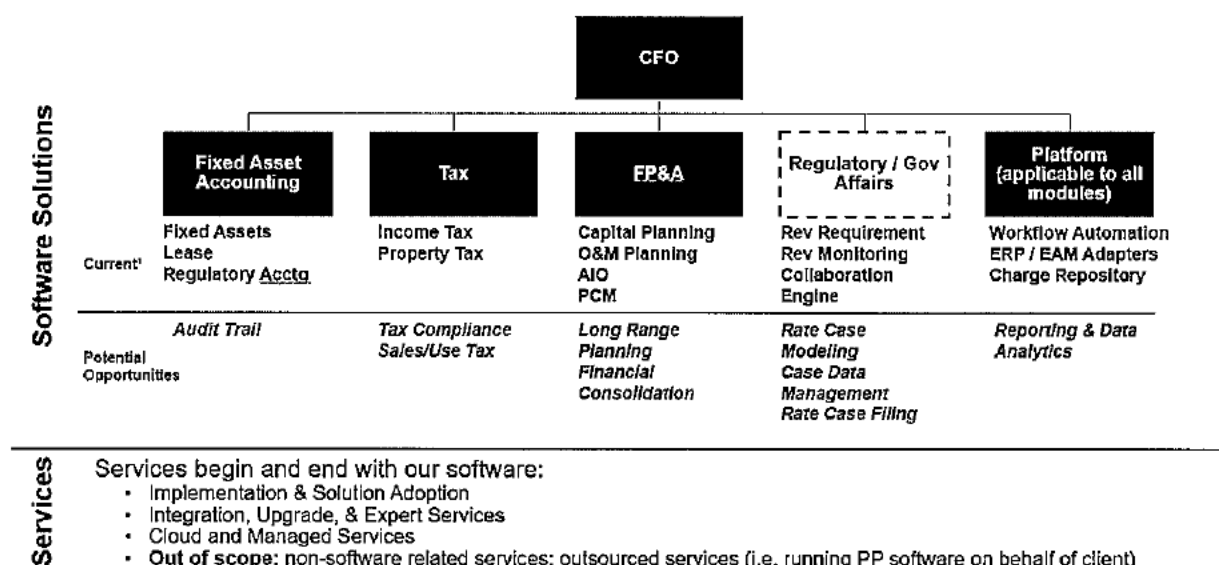 CFO
Software Solutions
Fixed Asset
Accounting
Tax
FP&A
Regulatory / Gov
Affairs
Platform
(applicable to all
modules)
Current¹
Fixed Assets
Lease
Regulatory Acctg
Income Tax
Property Tax
Capital Planning
O&M Planning
AIO
PCM
Rev Requirement
Rev Monitoring
Collaboration
Engine
Workflow Automation
ERP / EAM Adapters
Charge Repository
Potential
Opportunities
Audit Trail
Tax Compliance
Sales/Use Tax
Long Range
Planning
Financial
Consolidation
Rate Case
Modeling
Case Data
Management
Rate Case Filing
Reporting & Data
Analytics
Services
Services begin and end with our software:
• Implementation & Solution Adoption
• Integration, Upgrade, & Expert Services
• Cloud and Managed Services
• Out of scope: non-software related services; outsourced services (i.e. running PP software on behalf of client)